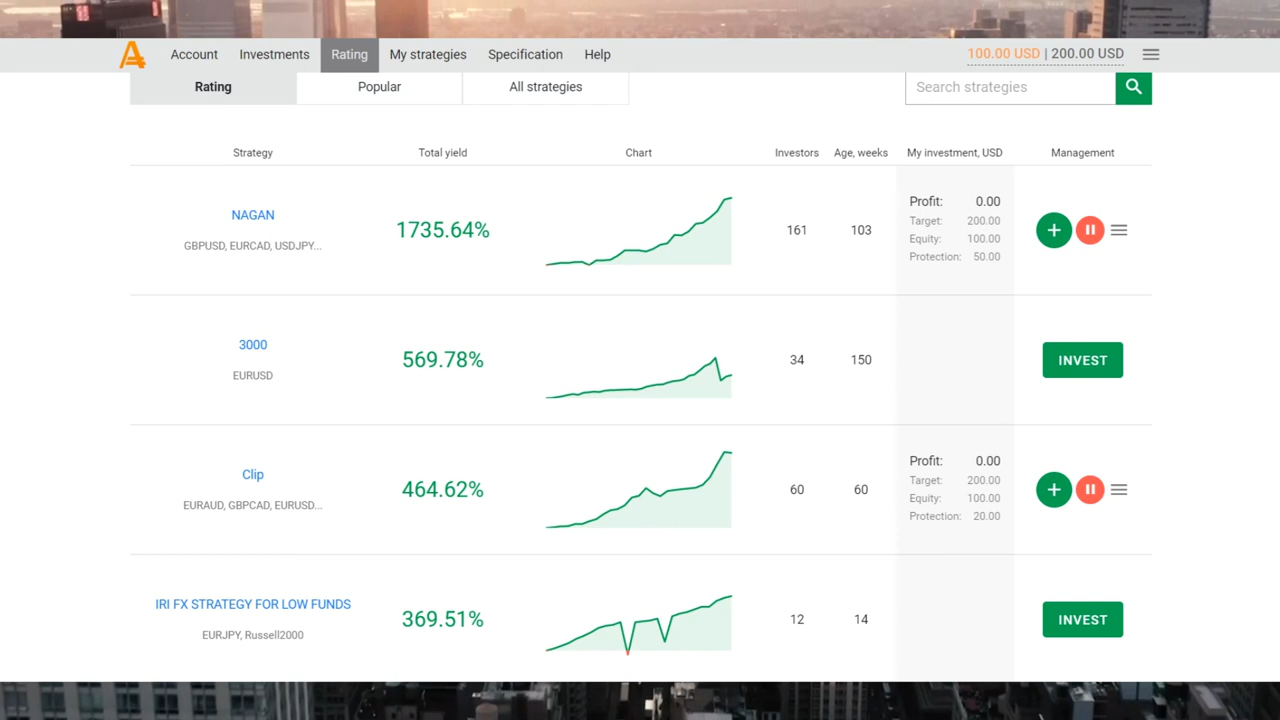 Account Investments Rating My strategies Specification Help 100.00 USD | 200.00 USD
Rating Popular All strategies Search strategies
Strategy Total yield Chart Investors Age, weeks My investment, USD Management
NAGAN
GBPUSD, EURCAD, USDJPY...
1735.64%
161 103
Profit: 0.00
Target: 200.00
Equity: 100.00
Protection: 50.00
3000
EURUSD
569.78%
34 150
INVEST
Clip
EURAUD, GBPCAD, EURUSD...
464.62%
60 60
Profit: 0.00
Target: 200.00
Equity: 100.00
Protection: 20.00
IRI FX STRATEGY FOR LOW FUNDS
EURJPY, Russell2000
369.51%
12 14
INVEST